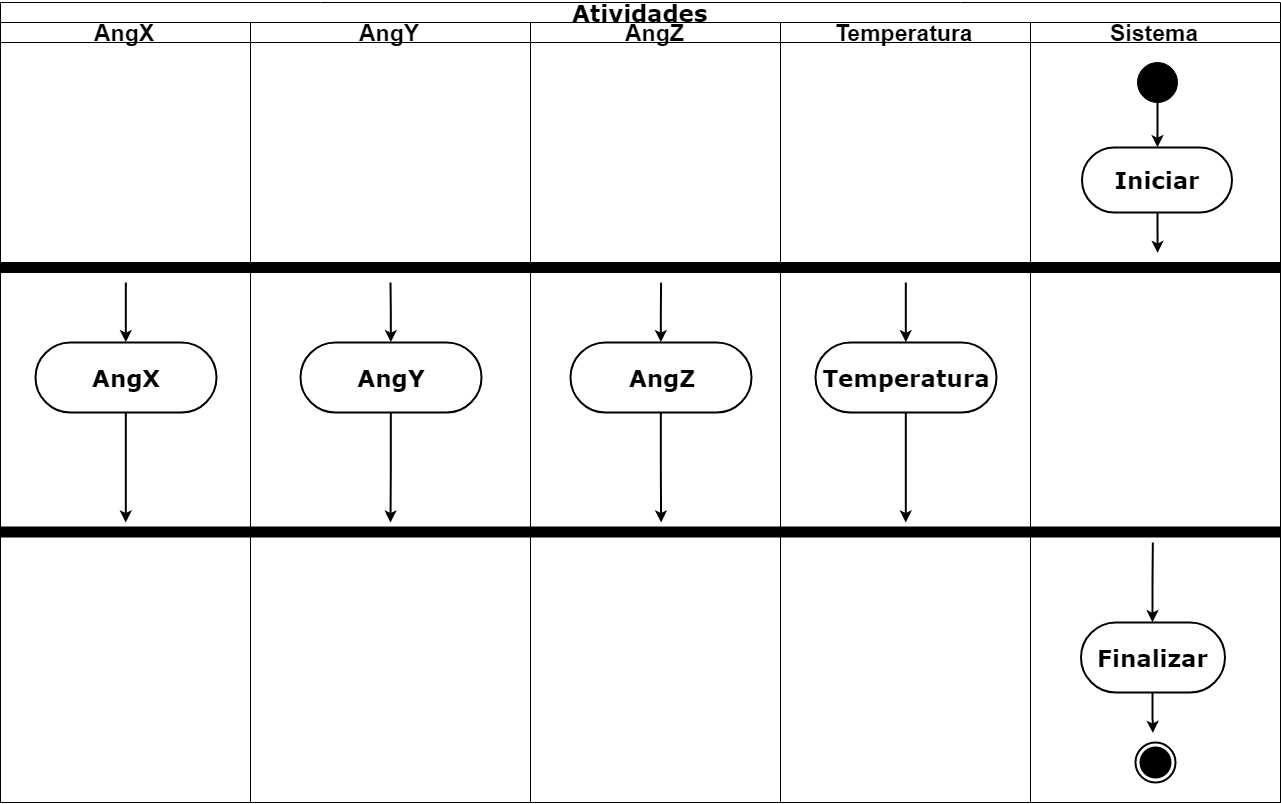 Atividades
AngX AngY AngZ Temperatura Sistema
Iniciar
AngX AngY AngZ Temperatura
Finalizar